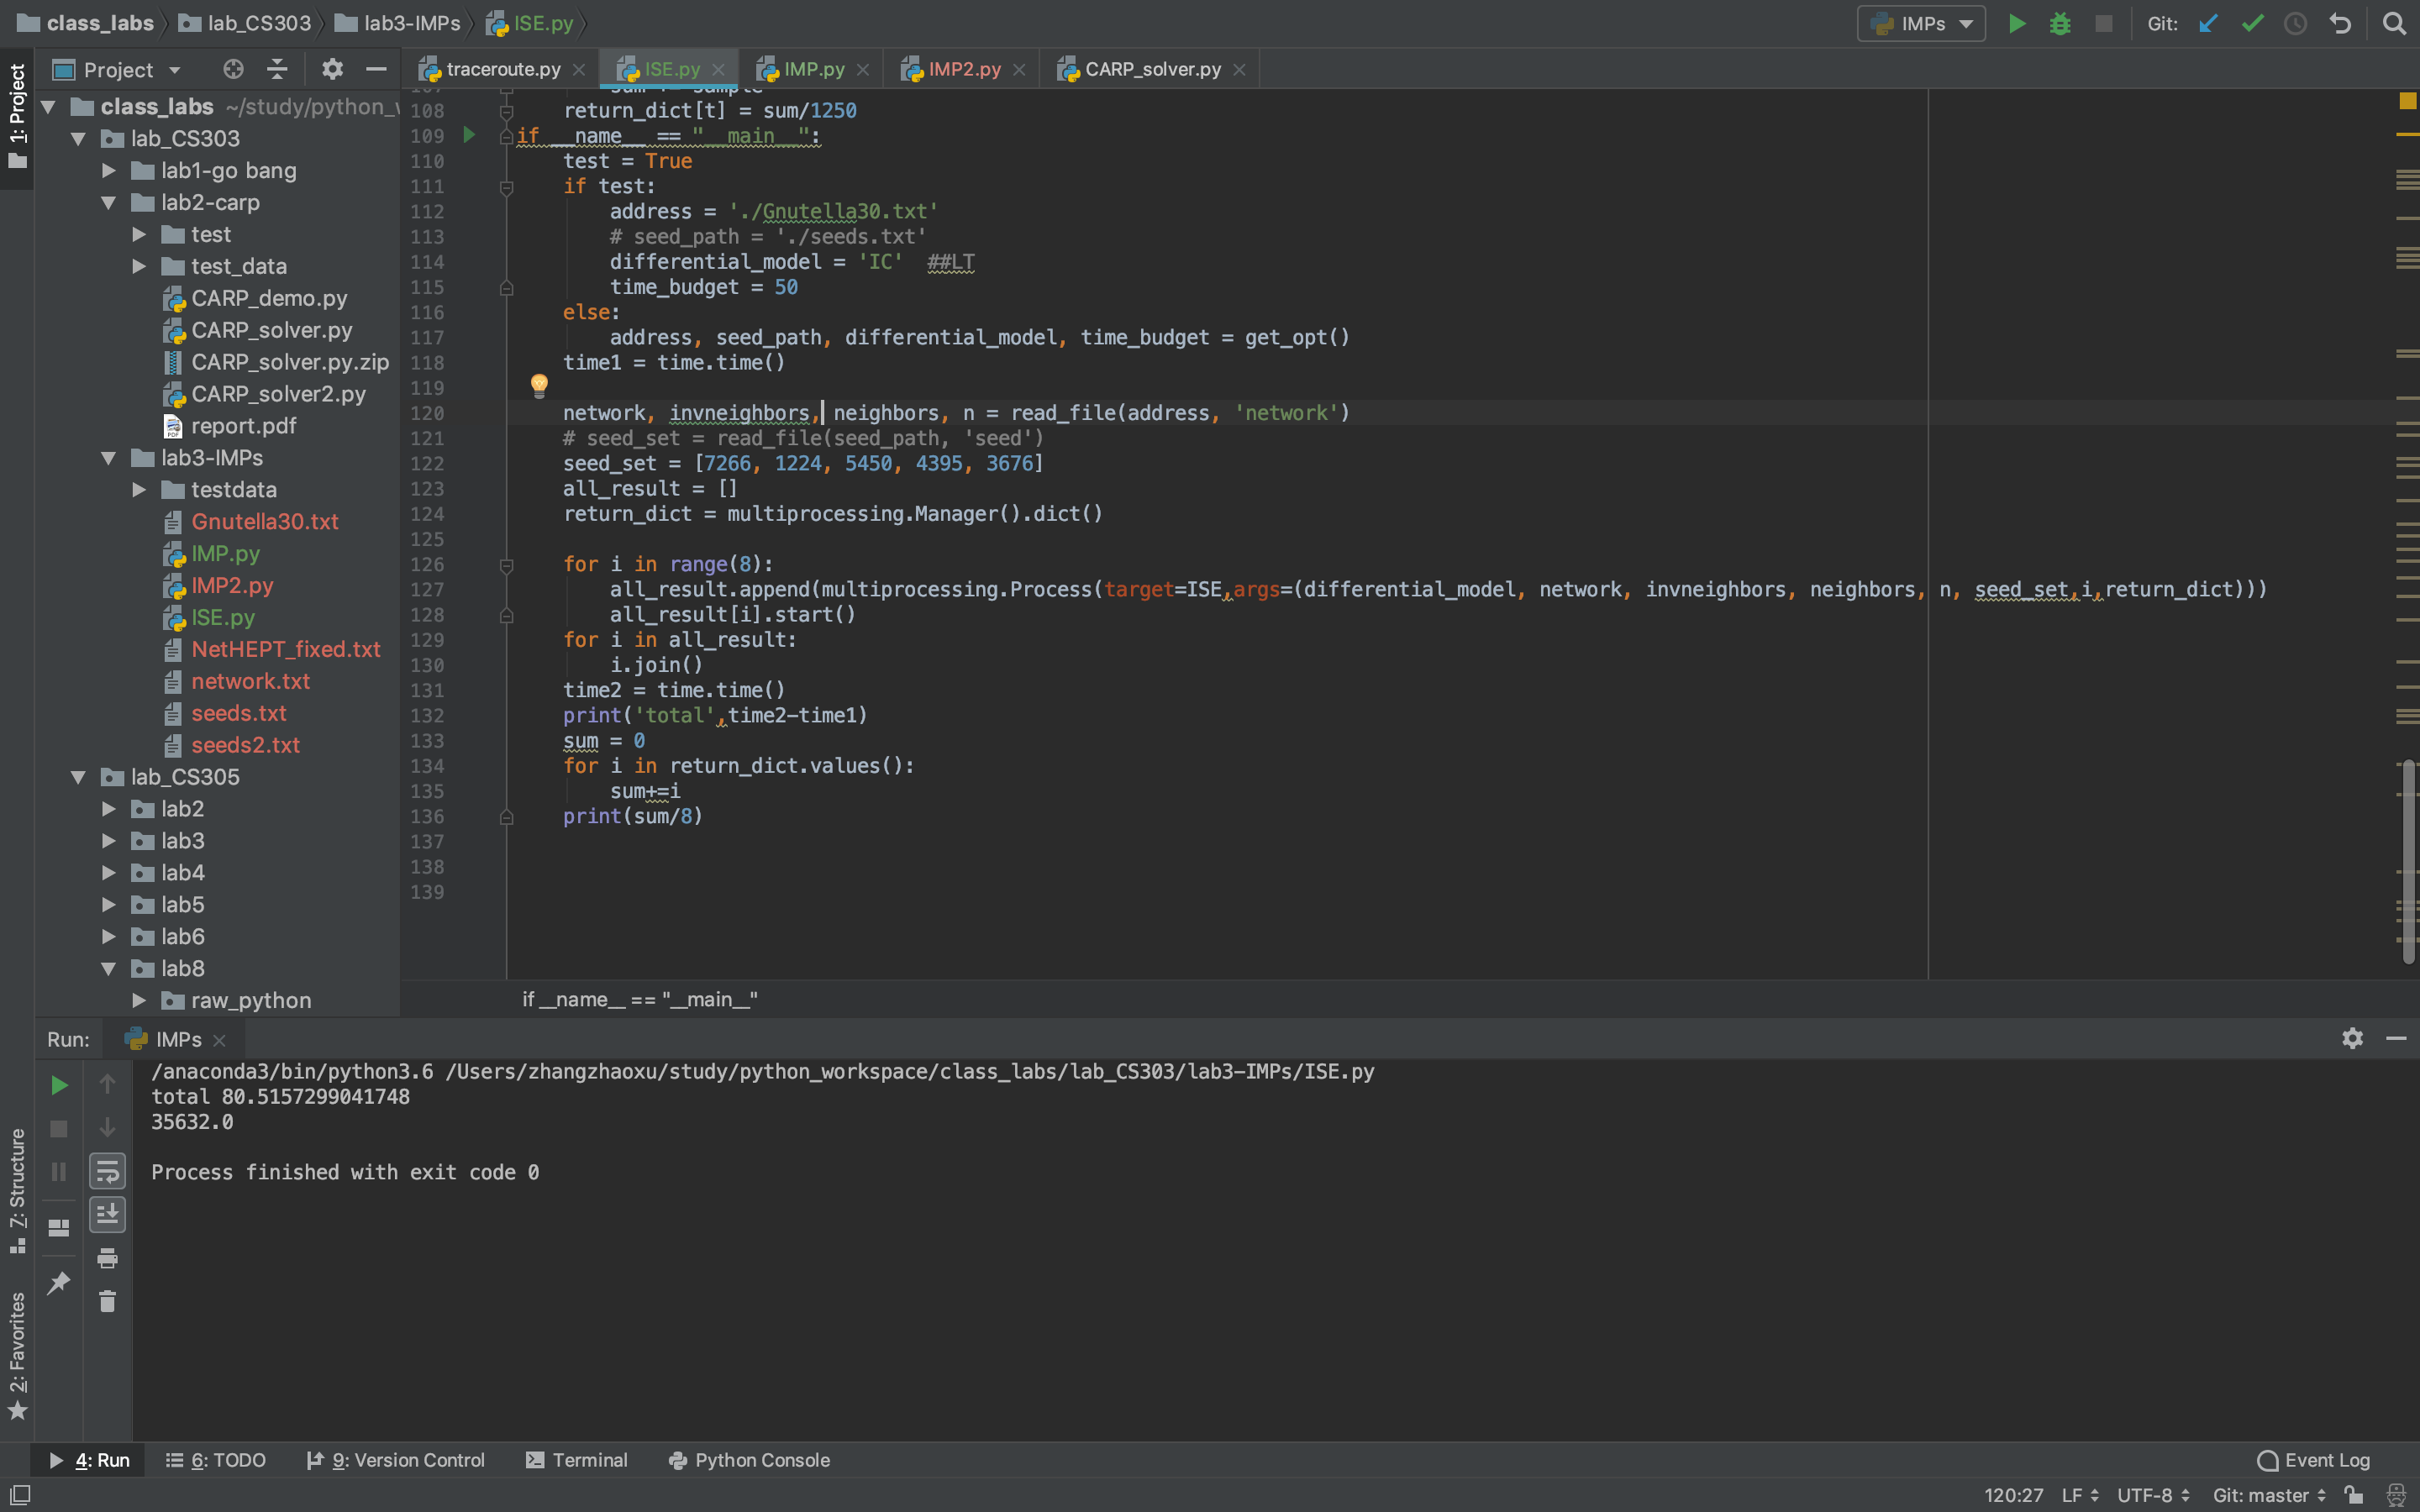 class_labs lab_CS303 lab3-IMPs ISE.py IMPs Git:
1: Project
Project
traceroute.py ISE.py IMP.py IMP2.py CARP_solver.py
class_labs ~/study/python_
lab_CS303
lab1-go bang
lab2-carp
test
test_data
CARP_demo.py
CARP_solver.py
CARP_solver.py.zip
CARP_solver2.py
report.pdf
lab3-IMPs
testdata
Gnutella30.txt
IMP.py
IMP2.py
ISE.py
NetHEPT_fixed.txt
network.txt
seeds.txt
seeds2.txt
lab_CS305
lab2
lab3
lab4
lab5
lab6
lab8
raw_python
107 sum += sample
108 return_dict[t] = sum/1250
109 if __name__ == "__main__":
110 test = True
111 if test:
112 address = './Gnutella30.txt'
113 # seed_path = './seeds.txt'
114 differential_model = 'IC' ##LT
115 time_budget = 50
116 else:
117 address, seed_path, differential_model, time_budget = get_opt()
118 time1 = time.time()
119
120 network, invneighbors, neighbors, n = read_file(address, 'network')
121 # seed_set = read_file(seed_path, 'seed')
122 seed_set = [7266, 1224, 5450, 4395, 3676]
123 all_result = []
124 return_dict = multiprocessing.Manager().dict()
125
126 for i in range(8):
127 all_result.append(multiprocessing.Process(target=ISE,args=(differential_model, network, invneighbors, neighbors, n, seed_set,i,return_dict)))
128 all_result[i].start()
129 for i in all_result:
130 i.join()
131 time2 = time.time()
132 print('total',time2-time1)
133 sum = 0
134 for i in return_dict.values():
135 sum+=i
136 print(sum/8)
137
138
139
if __name__ == "__main__"
Run: IMPs
/anaconda3/bin/python3.6 /Users/zhangzhaoxu/study/python_workspace/class_labs/lab_CS303/lab3-IMPs/ISE.py
total 80.5157299041748
35632.0
Process finished with exit code 0
7: Structure
2: Favorites
4: Run 6: TODO 9: Version Control Terminal Python Console Event Log
120:27 LF UTF-8 Git: master